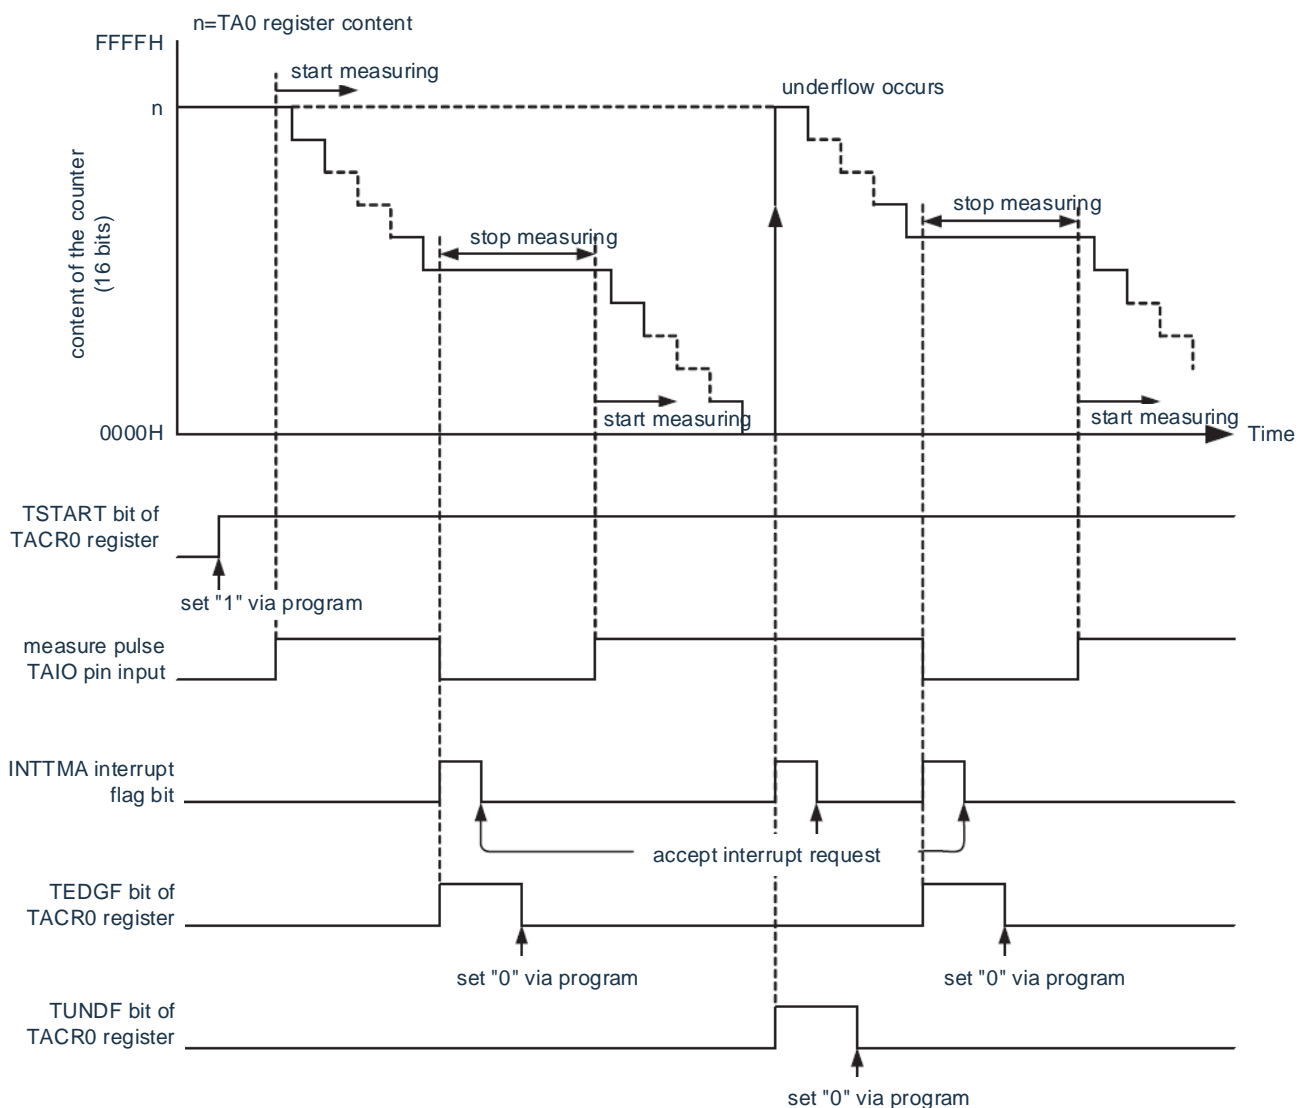 n=TA0 register content
FFFFH
start measuring
underflow occurs
n
content of the counter
(16 bits)
stop measuring
stop measuring
start measuring
start measuring
0000H
Time
TSTART bit of
TACR0 register
set "1" via program
measure pulse
TAIO pin input
INTTMA interrupt
flag bit
accept interrupt request
TEDGF bit of
TACR0 register
set "0" via program
set "0" via program
TUNDF bit of
TACR0 register
set "0" via program